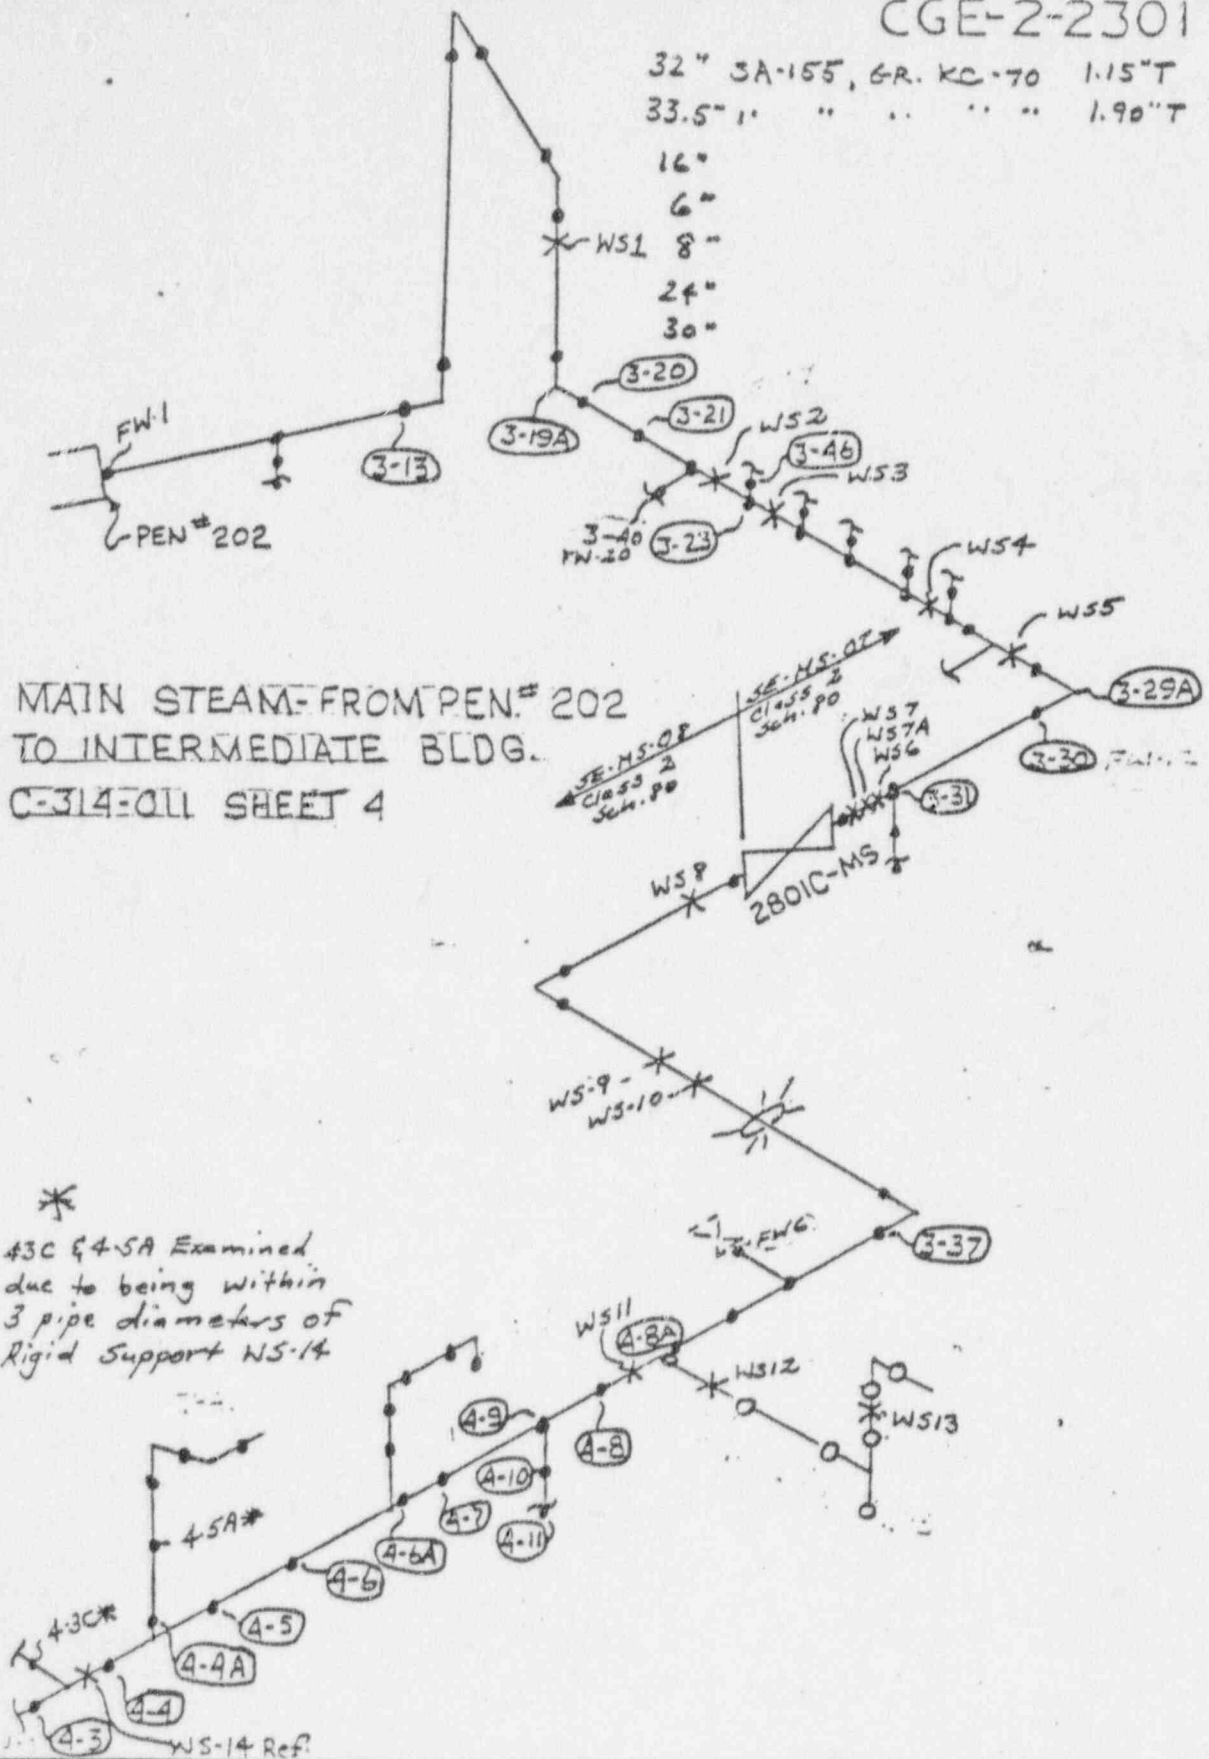 CGE-2-2301
32" SA-155, GR. KC-70 1.15"T
33.5" " " " " " 1.90"T
16"
6"
8"
24"
30"
WS1
3-20
3-21
3-19A
WS2
3-46
WS3
FW-1
3-13
PEN# 202
3-40
FW-20
3-23
WS4
WS5
SE-MS-07
Class 2
Sch. 80
3-29A
MAIN STEAM-FROM PEN.# 202
TO INTERMEDIATE BLDG.
C-314-011 SHEET 4
SE-MS-08
Class 2
Sch. 80
WS7
WS7A
WS6
3-30
3-31
2801C-MS
WS8
WS-9
WS-10
*
43C & 4-5A Examined
due to being within
3 pipe diameters of
Rigid Support WS-14
FW6
3-37
WS11
4-8A
WS12
WS13
4-9
4-8
4-10
4-7
4-11
4-6A
4-5A*
4-6
4-5
4-3C*
4-4A
4-4
4-3
WS-14 Ref.